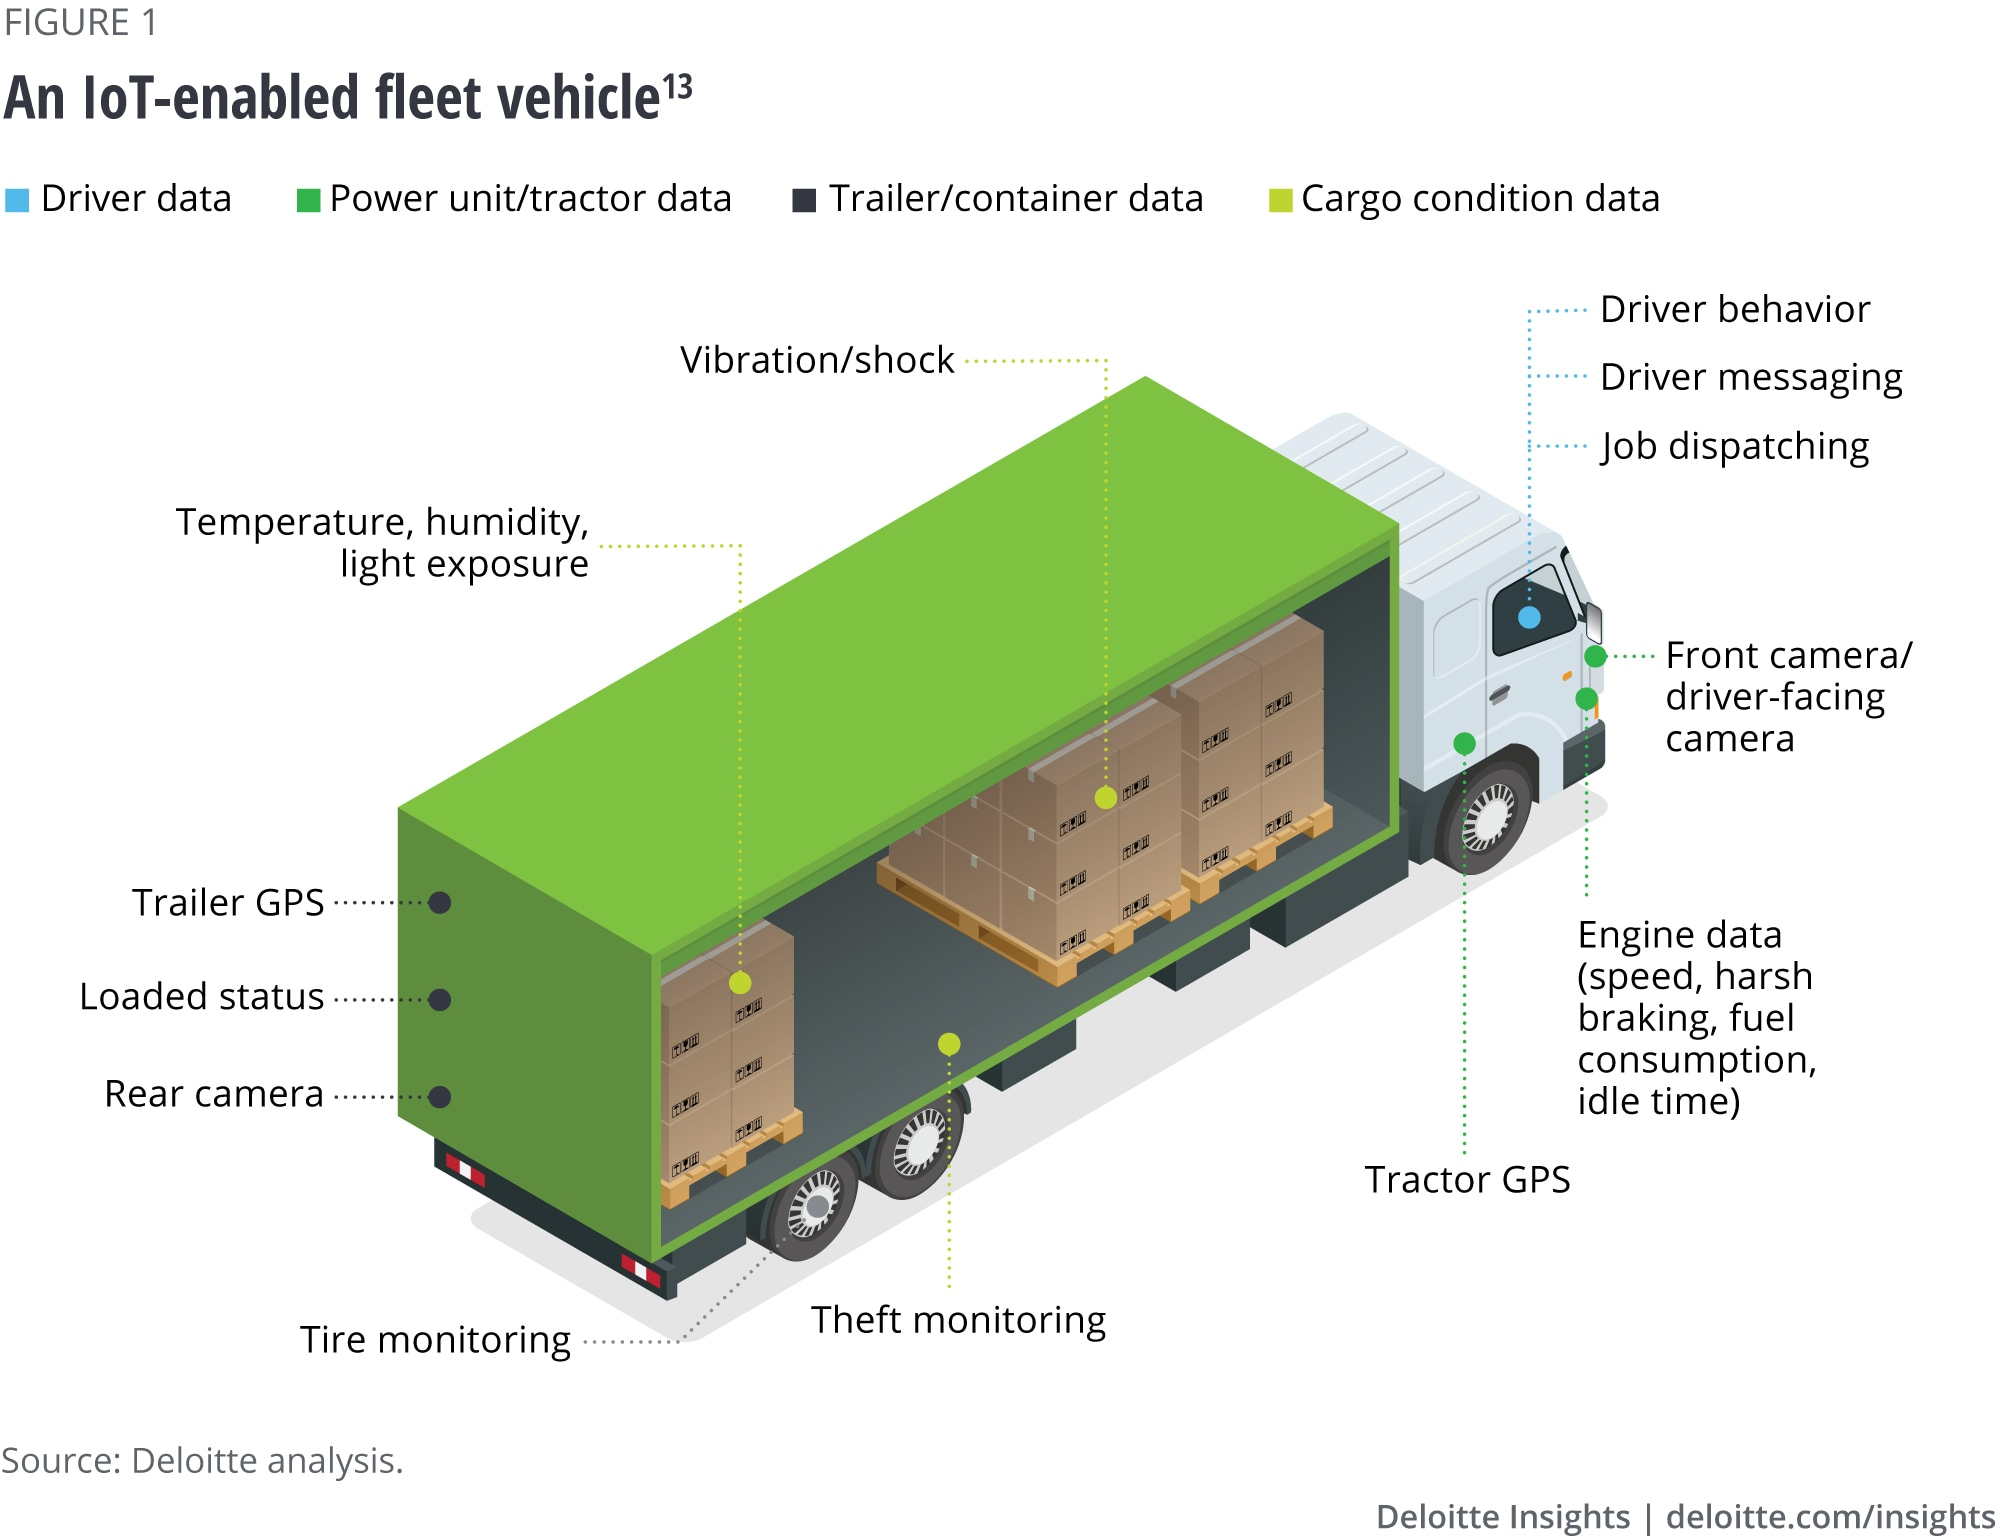 FIGURE 1
An IoT-enabled fleet vehicle¹³
Driver data
Power unit/tractor data
Trailer/container data
Cargo condition data
Driver behavior
Vibration/shock
Driver messaging
Job dispatching
Temperature, humidity,
light exposure
Front camera/
driver-facing
camera
Trailer GPS
Engine data
(speed, harsh
braking, fuel
consumption,
idle time)
Loaded status
Rear camera
Tractor GPS
Theft monitoring
Tire monitoring
Source: Deloitte analysis.
Deloitte Insights | deloitte.com/insights